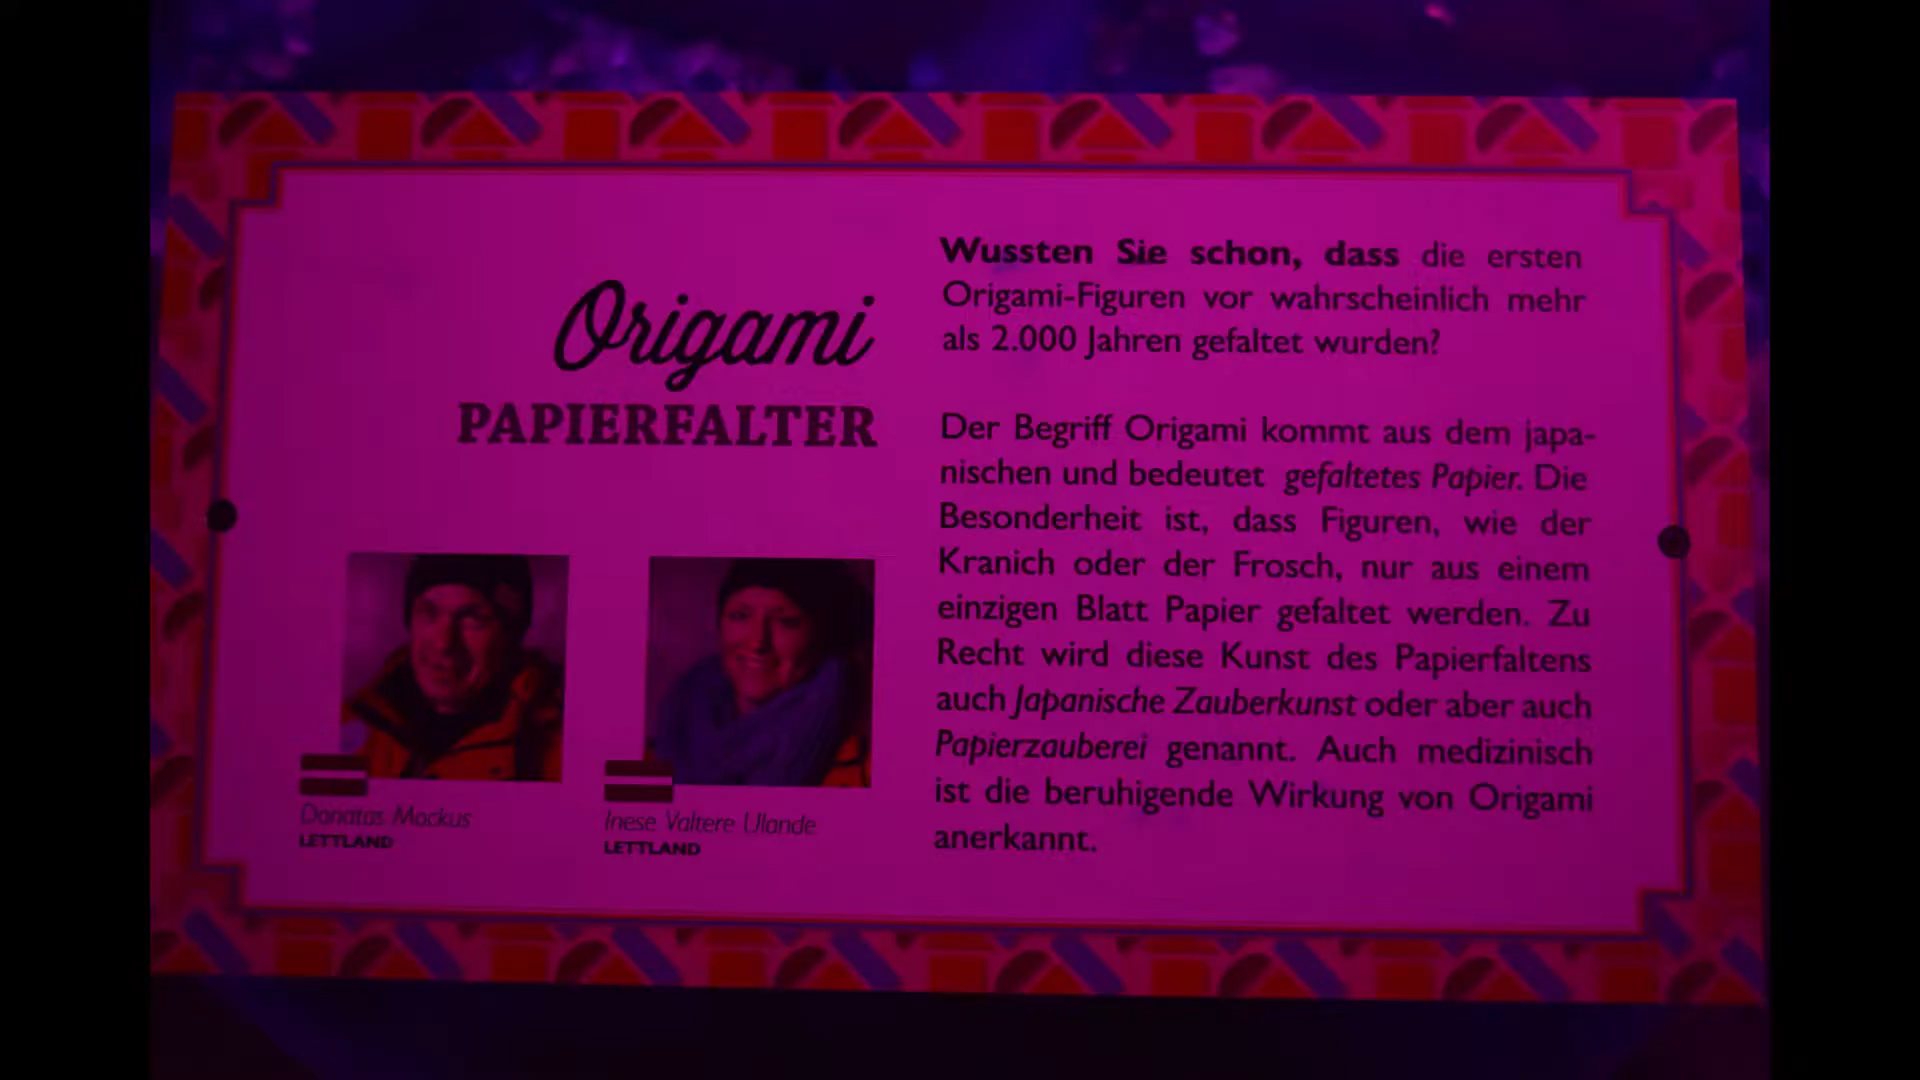 Origami
PAPIERFALTER
Donatas Mockus
LETTLAND
Inese Valtere Ulande
LETTLAND
Wussten Sie schon, dass die ersten
Origami-Figuren vor wahrscheinlich mehr
als 2.000 Jahren gefaltet wurden?
Der Begriff Origami kommt aus dem japa-
nischen und bedeutet gefaltetes Papier. Die
Besonderheit ist, dass Figuren, wie der
Kranich oder der Frosch, nur aus einem
einzigen Blatt Papier gefaltet werden. Zu
Recht wird diese Kunst des Papierfaltens
auch Japanische Zauberkunst oder aber auch
Papierzauberei genannt. Auch medizinisch
ist die beruhigende Wirkung von Origami
anerkannt.